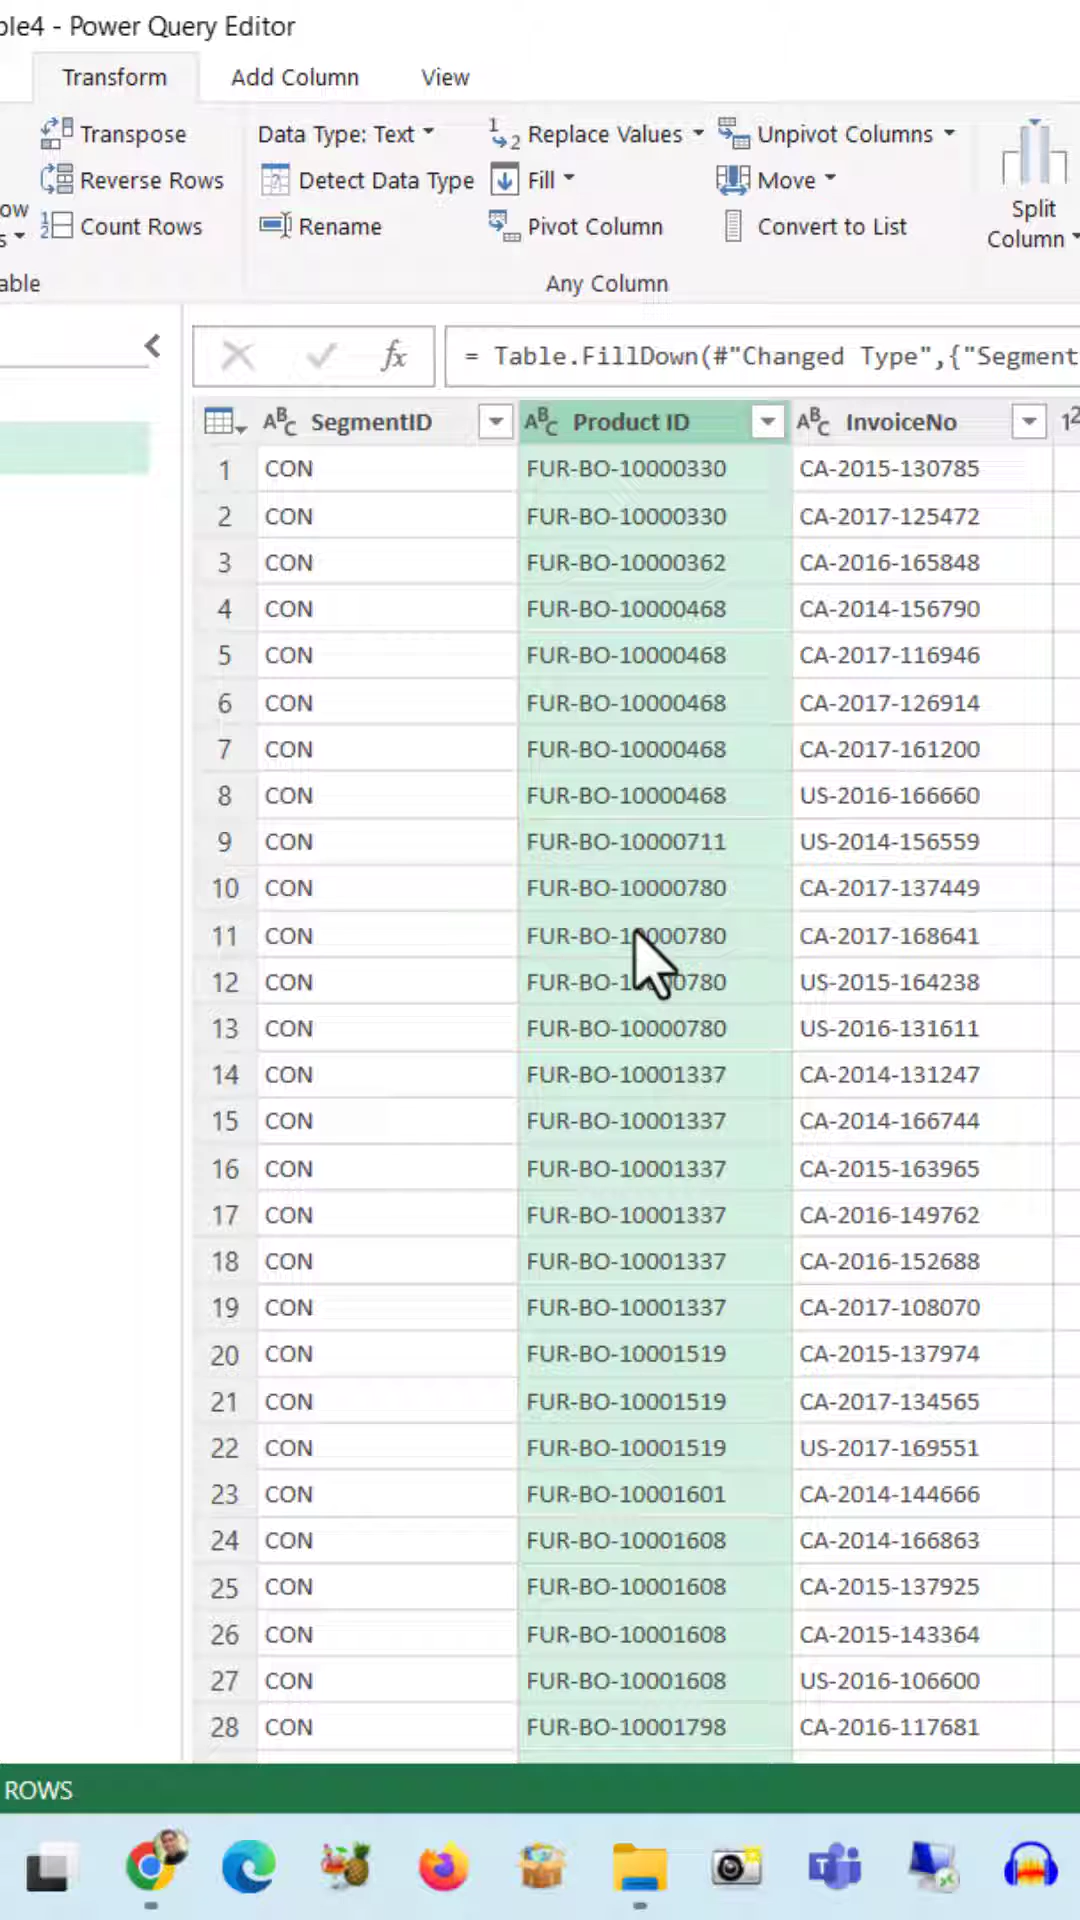 ble4 - Power Query Editor
Transform Add Column View
Transpose Data Type: Text Replace Values Unpivot Columns
Reverse Rows Detect Data Type Fill Move
Count Rows Rename Pivot Column Convert to List
Split
Column
ow
s
able Any Column
fx = Table.FillDown(#"Changed Type",{"Segment
SegmentID Product ID InvoiceNo
1 CON FUR-BO-10000330 CA-2015-130785
2 CON FUR-BO-10000330 CA-2017-125472
3 CON FUR-BO-10000362 CA-2016-165848
4 CON FUR-BO-10000468 CA-2014-156790
5 CON FUR-BO-10000468 CA-2017-116946
6 CON FUR-BO-10000468 CA-2017-126914
7 CON FUR-BO-10000468 CA-2017-161200
8 CON FUR-BO-10000468 US-2016-166660
9 CON FUR-BO-10000711 US-2014-156559
10 CON FUR-BO-10000780 CA-2017-137449
11 CON FUR-BO-10000780 CA-2017-168641
12 CON FUR-BO-10000780 US-2015-164238
13 CON FUR-BO-10000780 US-2016-131611
14 CON FUR-BO-10001337 CA-2014-131247
15 CON FUR-BO-10001337 CA-2014-166744
16 CON FUR-BO-10001337 CA-2015-163965
17 CON FUR-BO-10001337 CA-2016-149762
18 CON FUR-BO-10001337 CA-2016-152688
19 CON FUR-BO-10001337 CA-2017-108070
20 CON FUR-BO-10001519 CA-2015-137974
21 CON FUR-BO-10001519 CA-2017-134565
22 CON FUR-BO-10001519 US-2017-169551
23 CON FUR-BO-10001601 CA-2014-144666
24 CON FUR-BO-10001608 CA-2014-166863
25 CON FUR-BO-10001608 CA-2015-137925
26 CON FUR-BO-10001608 CA-2015-143364
27 CON FUR-BO-10001608 US-2016-106600
28 CON FUR-BO-10001798 CA-2016-117681
ROWS